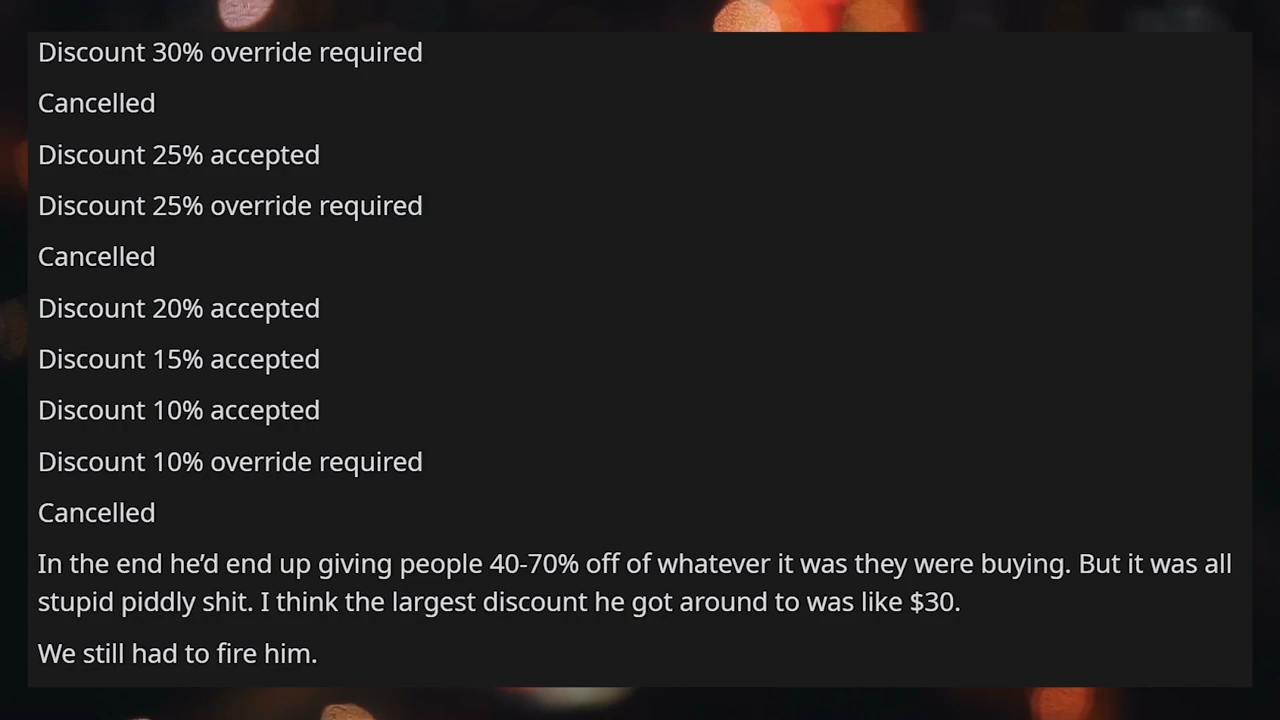 Discount 30% override required
Cancelled
Discount 25% accepted
Discount 25% override required
Cancelled
Discount 20% accepted
Discount 15% accepted
Discount 10% accepted
Discount 10% override required
Cancelled
In the end he’d end up giving people 40-70% off of whatever it was they were buying. But it was all
stupid piddly shit. I think the largest discount he got around to was like $30.
We still had to fire him.